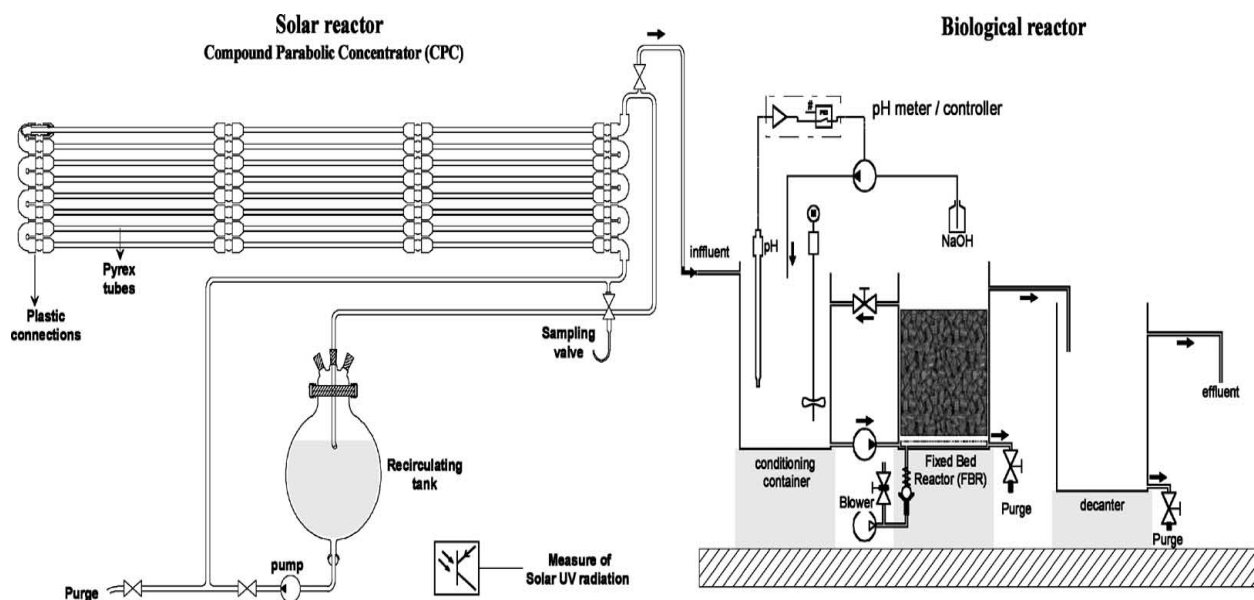 Solar reactor
Compound Parabolic Concentrator (CPC)
Biological reactor
pH meter / controller
#
NaOH
pH
inffluent
Pyrex
tubes
Plastic
connections
Sampling
valve
Recirculating
tank
conditioning
container
Fixed Bed
Reactor (FBR)
Blower
Purge
decanter
Purge
effluent
pump
Purge
Measure of
Solar UV radiation